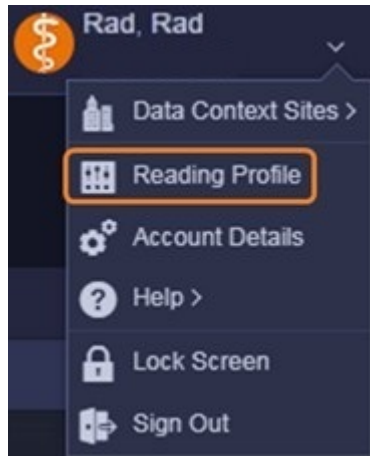 Rad, Rad
Data Context Sites >
Reading Profile
Account Details
Help >
Lock Screen
Sign Out